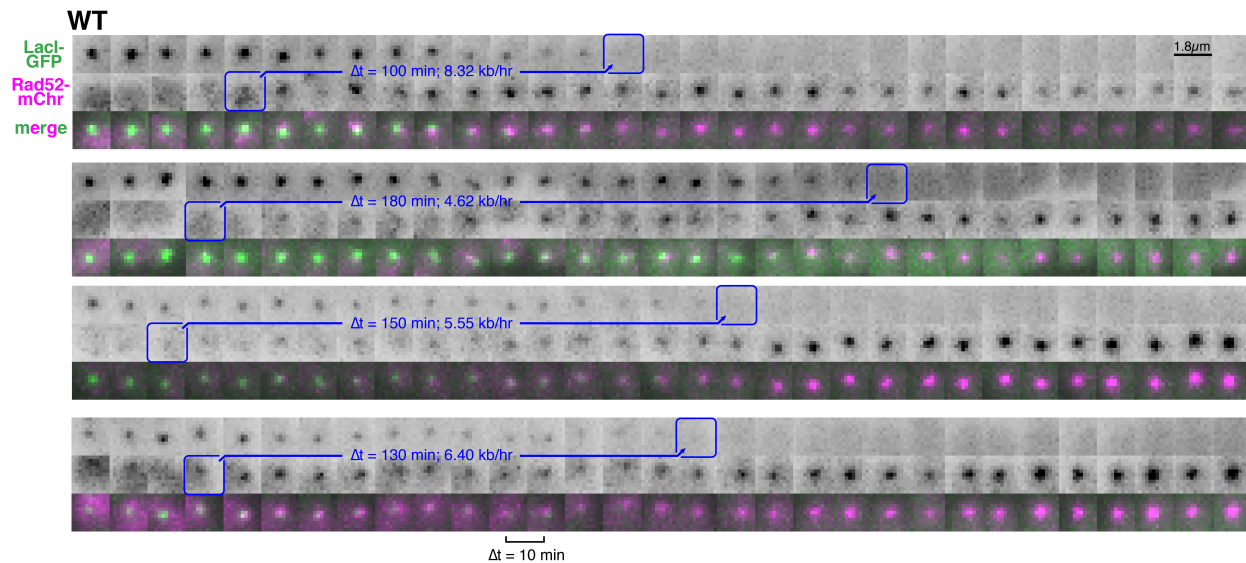 WT
LacI-
GFP
1.8µm
Δt = 100 min; 8.32 kb/hr
Rad52-
mChr
merge
Δt = 180 min; 4.62 kb/hr
Δt = 150 min; 5.55 kb/hr
Δt = 130 min; 6.40 kb/hr
Δt = 10 min